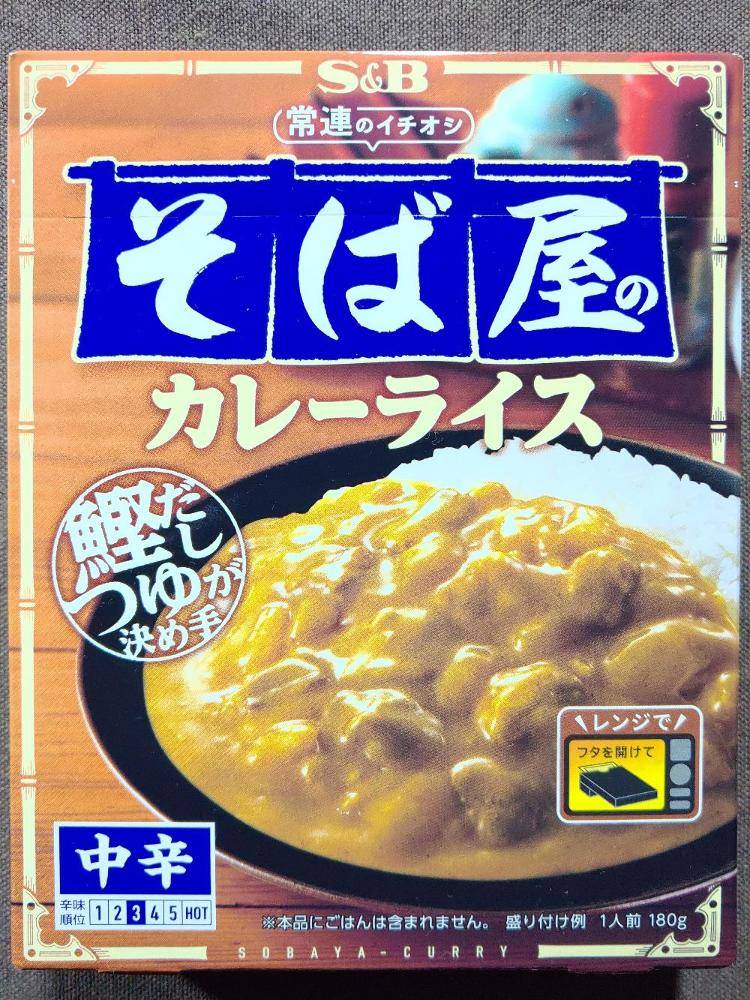 S&B
常連のイチオシ
そば屋の
カレーライス
鰹だし
つゆが
決め手
レンジで
フタを開けて
中辛
辛味
順位
1 2 3 4 5 HOT
※本品にごはんは含まれません。 盛り付け例 1人前 180g
SOBAYA-CURRY